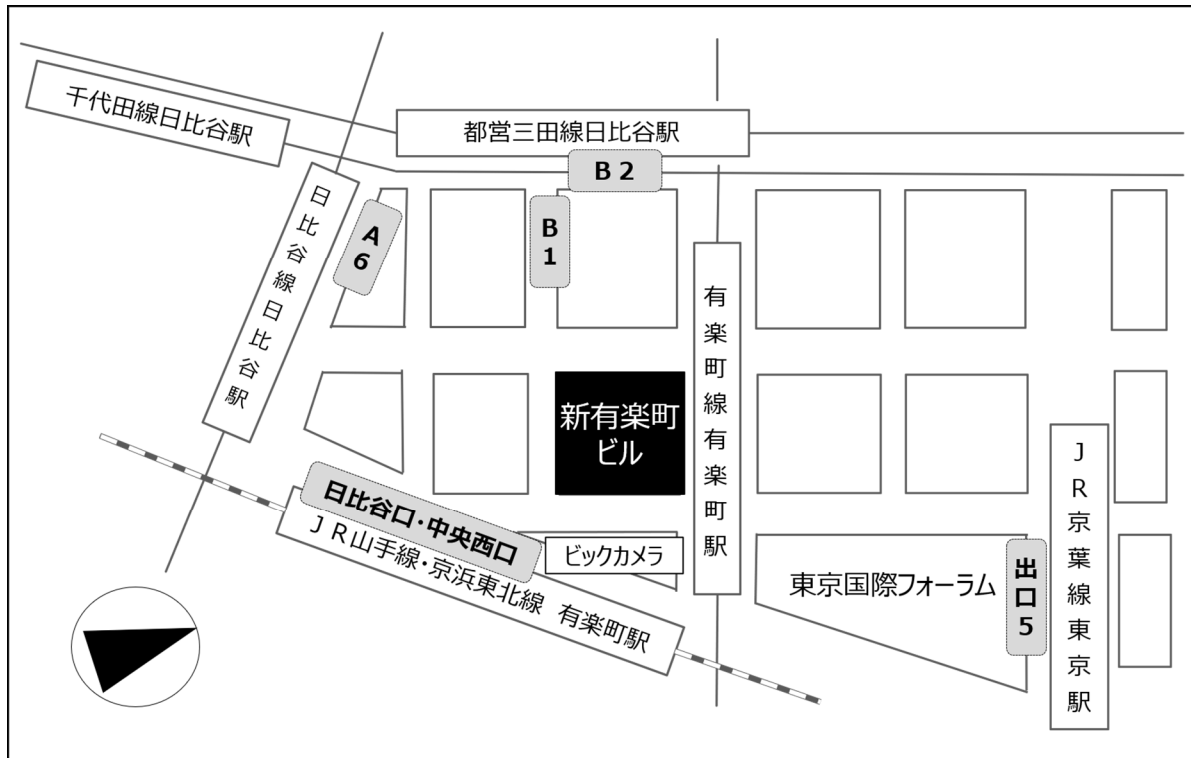 千代田線日比谷駅
都営三田線日比谷駅
B 2
日比谷線日比谷駅
A
6
B
1
有楽町線有楽町駅
新有楽町
ビル
JR京葉線東京駅
日比谷口・中央西口
JR山手線・京浜東北線 有楽町駅
ビックカメラ
東京国際フォーラム
出口5